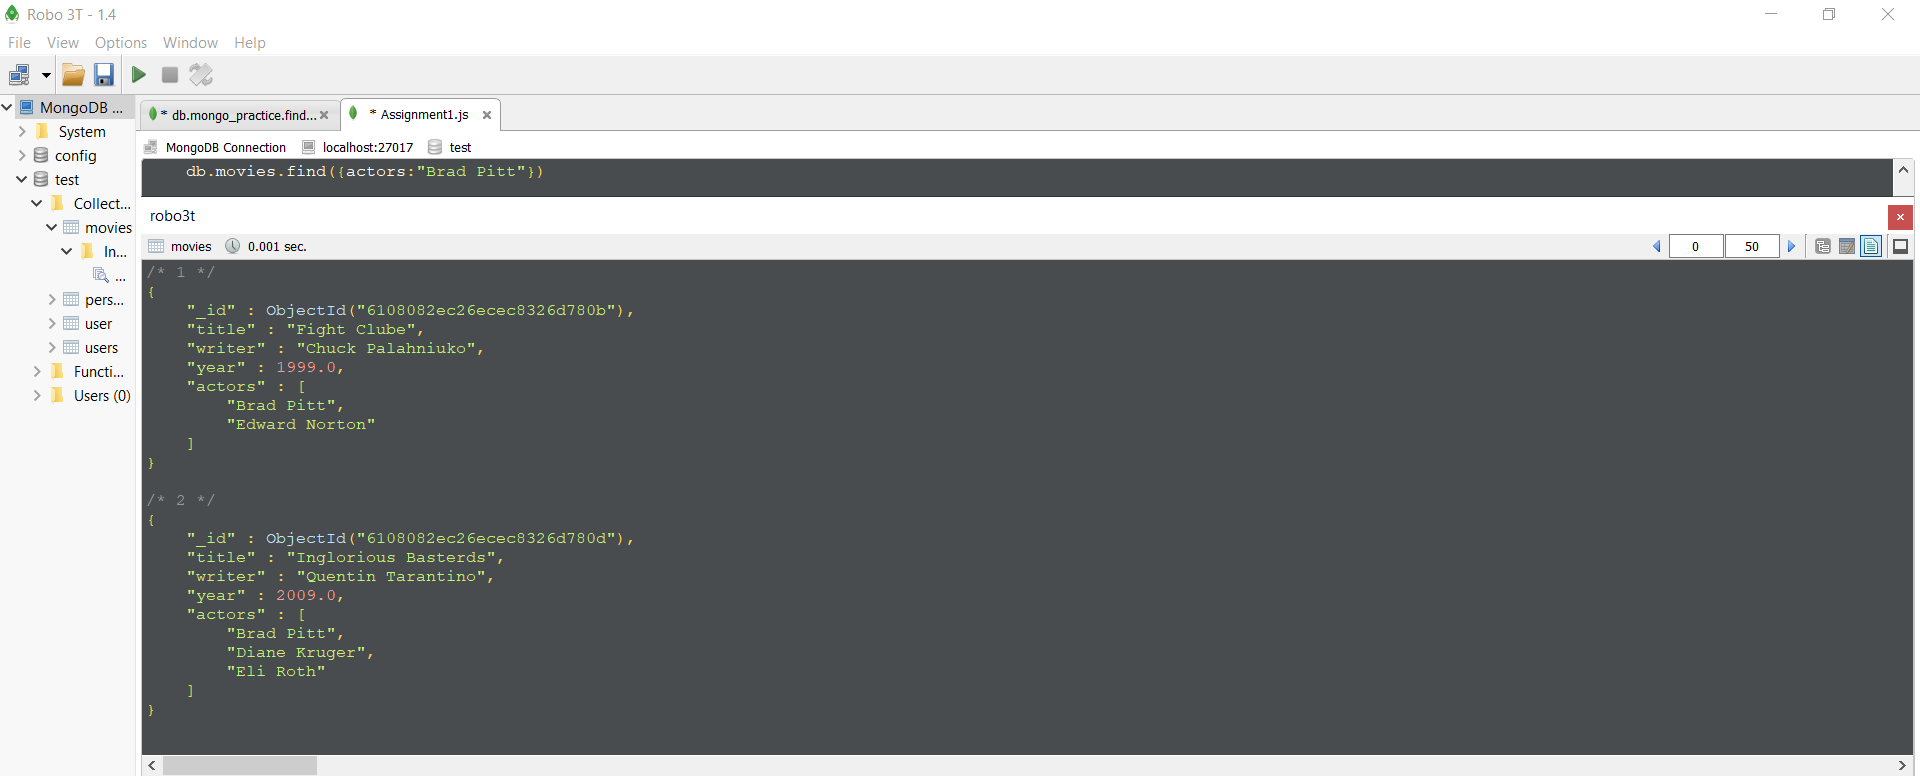 Robo 3T - 1.4
File View Options Window Help
MongoDB ...
System
config
test
Collect...
movies
In...
...
pers...
user
users
Functi...
Users (0)
* db.mongo_practice.find...
* Assignment1.js
MongoDB Connection localhost:27017 test
db.movies.find({actors:"Brad Pitt"})
robo3t
movies 0.001 sec. 0 50
/* 1 */
{
"_id" : ObjectId("6108082ec26ecec8326d780b"),
"title" : "Fight Clube",
"writer" : "Chuck Palahniuko",
"year" : 1999.0,
"actors" : [
"Brad Pitt",
"Edward Norton"
]
}
/* 2 */
{
"_id" : ObjectId("6108082ec26ecec8326d780d"),
"title" : "Inglorious Basterds",
"writer" : "Quentin Tarantino",
"year" : 2009.0,
"actors" : [
"Brad Pitt",
"Diane Kruger",
"Eli Roth"
]
}